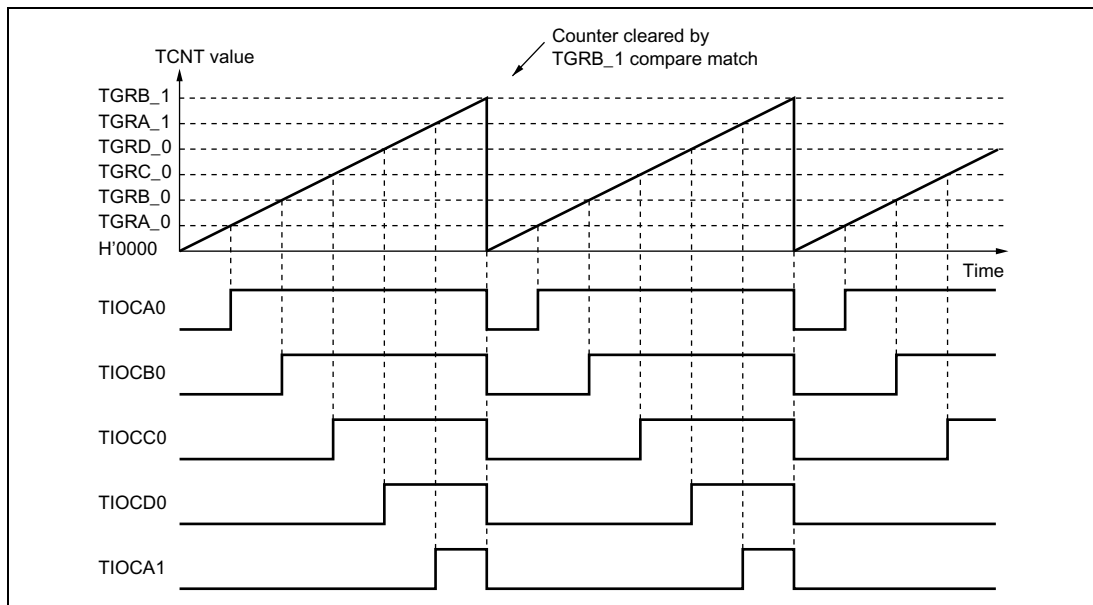 Counter cleared by
TGRB_1 compare match
TCNT value
TGRB_1
TGRA_1
TGRD_0
TGRC_0
TGRB_0
TGRA_0
H'0000
Time
TIOCA0
TIOCB0
TIOCC0
TIOCD0
TIOCA1